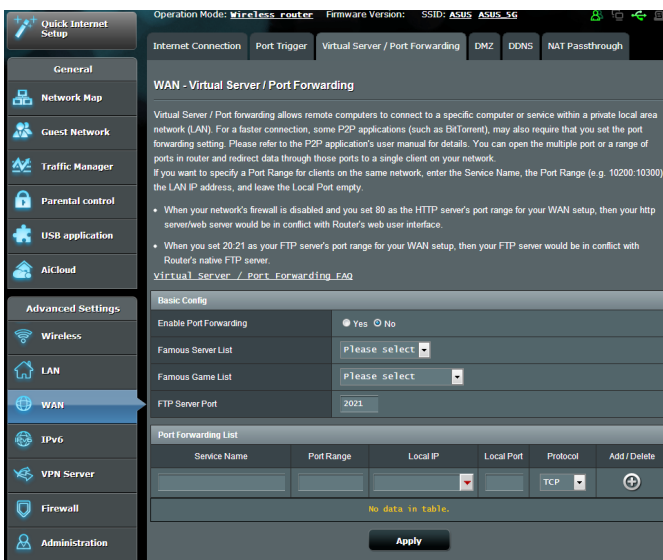 Quick Internet
Setup
General
Network Map
Guest Network
Traffic Manager
Parental control
USB application
AiCloud
Advanced Settings
Wireless
LAN
WAN
IPv6
VPN Server
Firewall
Administration
Operation Mode: Wireless router Firmware Version: SSID: ASUS ASUS_5G
Internet Connection Port Trigger Virtual Server / Port Forwarding DMZ DDNS NAT Passthrough
WAN - Virtual Server / Port Forwarding
Virtual Server / Port forwarding allows remote computers to connect to a specific computer or service within a private local area
network (LAN). For a faster connection, some P2P applications (such as BitTorrent), may also require that you set the port
forwarding setting. Please refer to the P2P application's user manual for details. You can open the multiple port or a range of
ports in router and redirect data through those ports to a single client on your network.
If you want to specify a Port Range for clients on the same network, enter the Service Name, the Port Range (e.g. 10200:10300)
the LAN IP address, and leave the Local Port empty.
• When your network's firewall is disabled and you set 80 as the HTTP server's port range for your WAN setup, then your http
server/web server would be in conflict with Router's web user interface.
• When you set 20:21 as your FTP server's port range for your WAN setup, then your FTP server would be in conflict with
Router's native FTP server.
Virtual Server / Port Forwarding FAQ
Basic Config
Enable Port Forwarding Yes No
Famous Server List Please select
Famous Game List Please select
FTP Server Port 2021
Port Forwarding List
Service Name Port Range Local IP Local Port Protocol Add / Delete
TCP
No data in table.
Apply